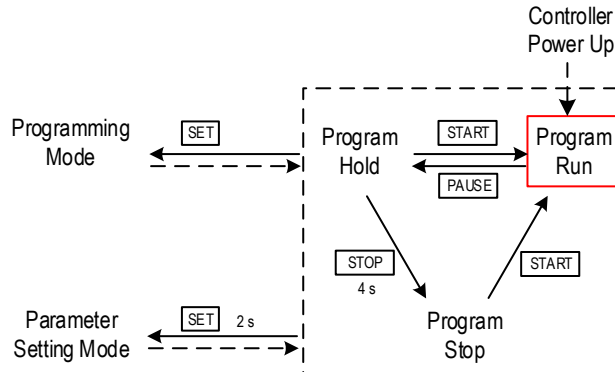 Controller
Power Up
Programming
Mode
SET
Program
Hold
START
PAUSE
Program
Run
STOP
4 s
START
Parameter
Setting Mode
SET 2 s
Program
Stop